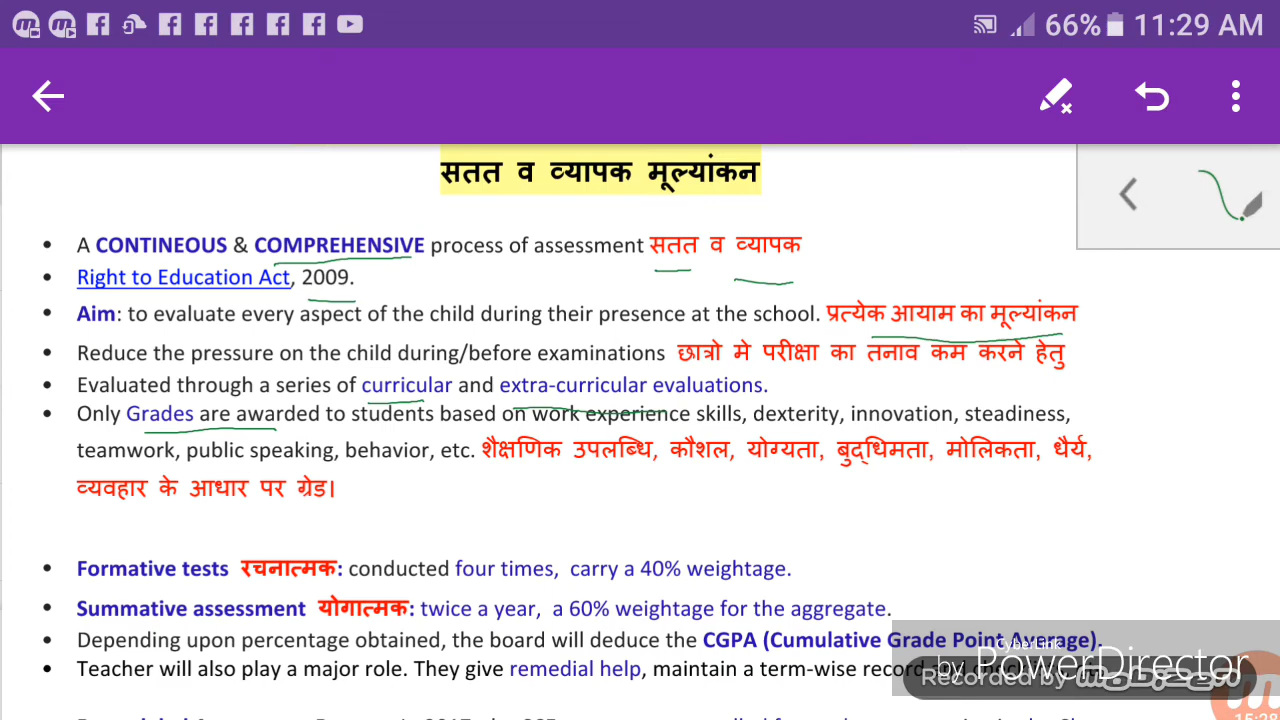 66% 11:29 AM
सतत व व्यापक मूल्यांकन
• A CONTINEOUS & COMPREHENSIVE process of assessment सतत व व्यापक
• Right to Education Act, 2009.
• Aim: to evaluate every aspect of the child during their presence at the school. प्रत्येक आयाम का मूल्यांकन
• Reduce the pressure on the child during/before examinations छात्रो मे परीक्षा का तनाव कम करने हेतु
• Evaluated through a series of curricular and extra-curricular evaluations.
• Only Grades are awarded to students based on work experience skills, dexterity, innovation, steadiness,
teamwork, public speaking, behavior, etc. शैक्षणिक उपलब्धि, कौशल, योग्यता, बुद्धिमता, मोलिकता, धैर्य,
व्यवहार के आधार पर ग्रेड।
• Formative tests रचनात्मक: conducted four times, carry a 40% weightage.
• Summative assessment योगात्मक: twice a year, a 60% weightage for the aggregate.
• Depending upon percentage obtained, the board will deduce the CGPA (Cumulative Grade Point Average).
• Teacher will also play a major role. They give remedial help, maintain a term-wise record
CyberLink
by PowerDirector
Recorded by mobizen